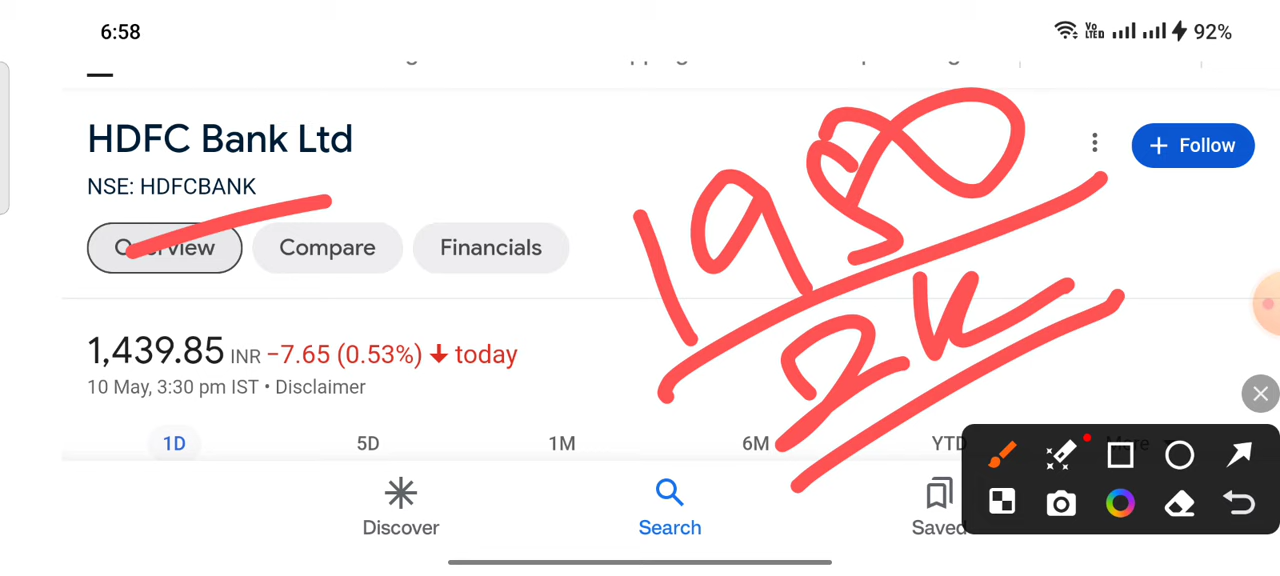 6:58 Vo LTED 92%
HDFC Bank Ltd
+ Follow
NSE: HDFCBANK
1950
Overview Compare Financials
2K
1,439.85 INR −7.65 (0.53%) ↓ today
10 May, 3:30 pm IST • Disclaimer
1D 5D 1M 6M YTD
Discover Search Saved